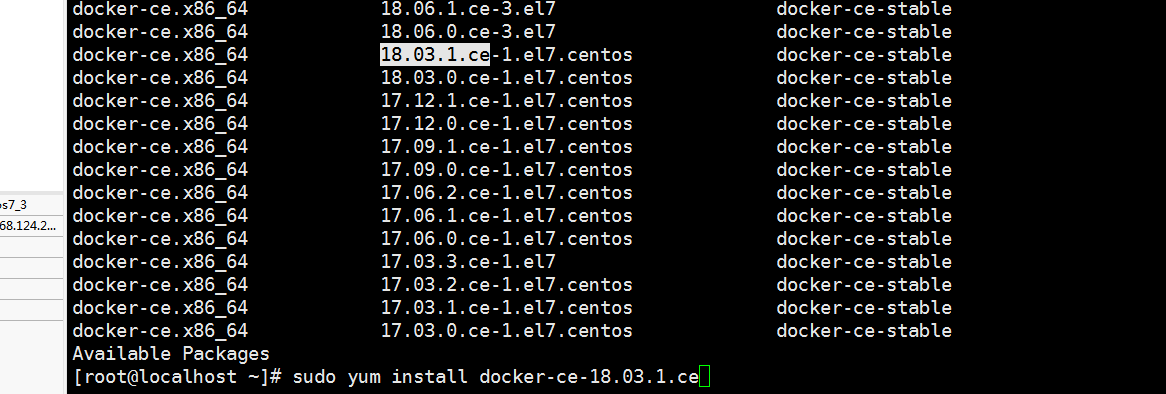 docker-ce.x86_64 18.06.1.ce-3.el7 docker-ce-stable
docker-ce.x86_64 18.06.0.ce-3.el7 docker-ce-stable
docker-ce.x86_64 18.03.1.ce-1.el7.centos docker-ce-stable
docker-ce.x86_64 18.03.0.ce-1.el7.centos docker-ce-stable
docker-ce.x86_64 17.12.1.ce-1.el7.centos docker-ce-stable
docker-ce.x86_64 17.12.0.ce-1.el7.centos docker-ce-stable
docker-ce.x86_64 17.09.1.ce-1.el7.centos docker-ce-stable
docker-ce.x86_64 17.09.0.ce-1.el7.centos docker-ce-stable
docker-ce.x86_64 17.06.2.ce-1.el7.centos docker-ce-stable
docker-ce.x86_64 17.06.1.ce-1.el7.centos docker-ce-stable
docker-ce.x86_64 17.06.0.ce-1.el7.centos docker-ce-stable
docker-ce.x86_64 17.03.3.ce-1.el7 docker-ce-stable
docker-ce.x86_64 17.03.2.ce-1.el7.centos docker-ce-stable
docker-ce.x86_64 17.03.1.ce-1.el7.centos docker-ce-stable
docker-ce.x86_64 17.03.0.ce-1.el7.centos docker-ce-stable
Available Packages
[root@localhost ~]# sudo yum install docker-ce-18.03.1.ce
os7_3
68.124.2...